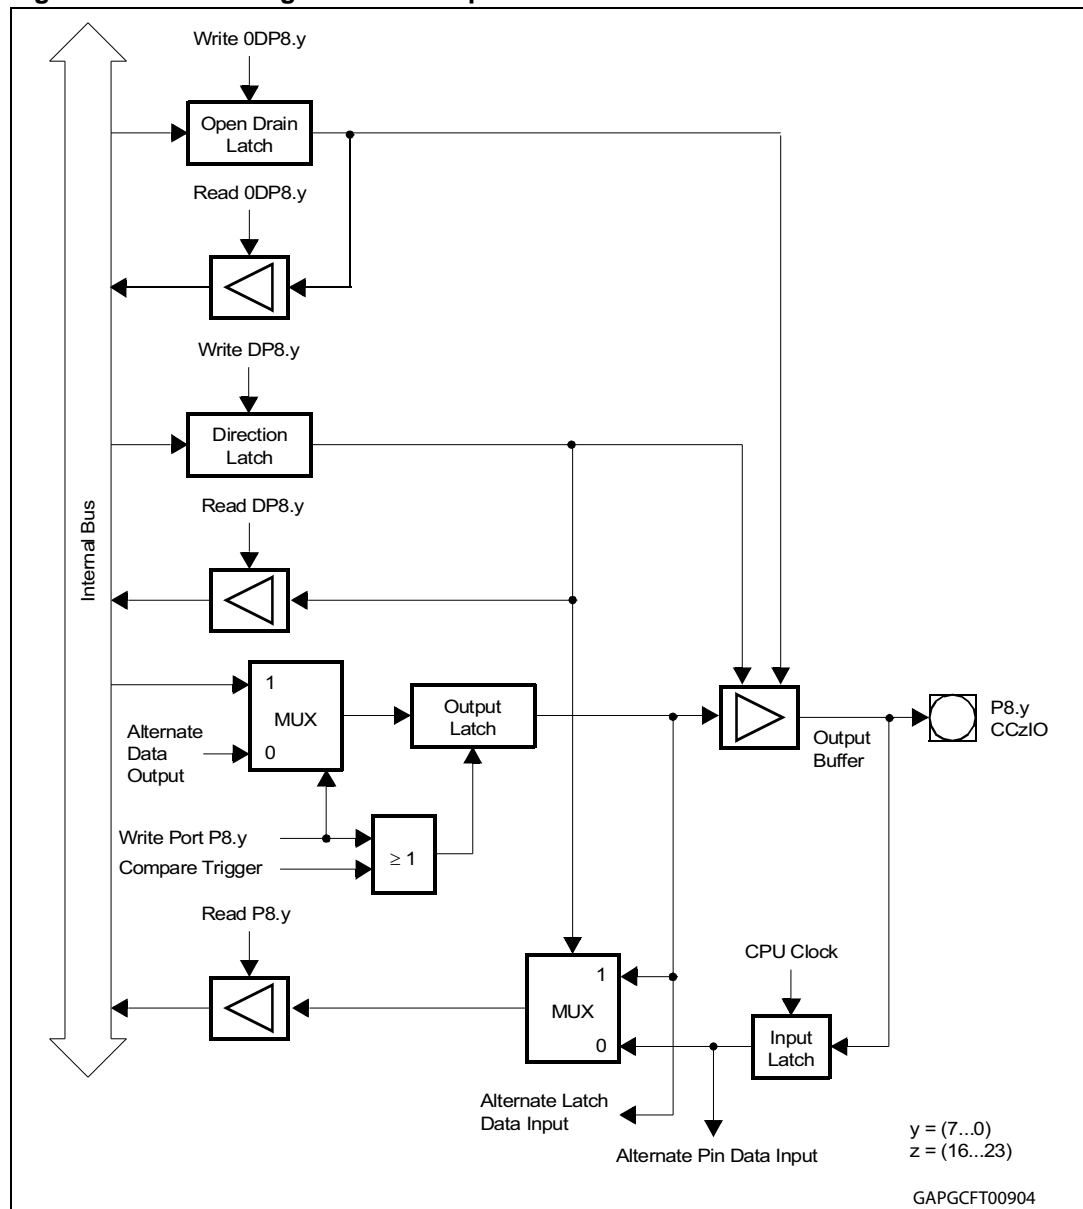 Write 0DP8.y
Open Drain
Latch
Read 0DP8.y
Write DP8.y
Direction
Latch
Read DP8.y
Internal Bus
1
MUX
0
Alternate
Data
Output
Output
Latch
Output
Buffer
P8.y
CCzIO
Write Port P8.y
Compare Trigger
≥ 1
Read P8.y
CPU Clock
1
MUX
0
Input
Latch
Alternate Latch
Data Input
Alternate Pin Data Input
y = (7...0)
z = (16...23)
GAPGCFT00904